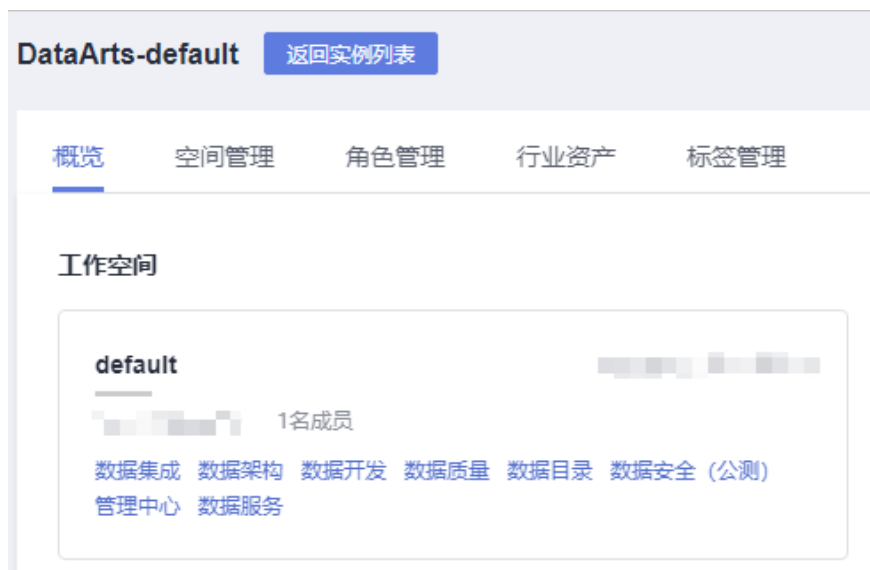 DataArts-default 返回实例列表
概览 空间管理 角色管理 行业资产 标签管理
工作空间
default
1名成员
数据集成 数据架构 数据开发 数据质量 数据目录 数据安全（公测）
管理中心 数据服务